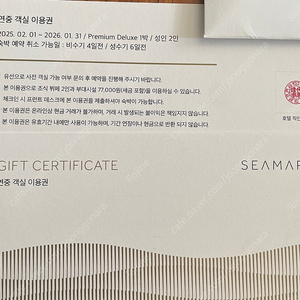 연중 객실 이용권
2025. 02. 01 ~ 2026. 01. 31 / Premium Deluxe 1박 / 성인 2인
숙박 예약 취소 가능일 : 비수기 4일전 / 성수기 6일전
유선으로 사전 객실 가능 여부 문의 후 예약을 진행해 주시기 바랍니다.
본 이용권으로 조식 뷔페 2인과 부대시설 77,000원(세금 포함)을 이용하실 수 있습니다.
체크인 시 프런트 데스크에 본 이용권을 제출하셔야 숙박이 가능합니다.
본 이용권은 온라인상 현금 거래가 불가하며, 거래 시 발생되는 불이익은 책임지지 않습니다.
본 이용권은 유효기간 내에만 사용이 가능하며, 기간 연장이나 현금으로 반환 되지 않습니다.
호텔 직인
GIFT CERTIFICATE
SEAMAR
연중 객실 이용권